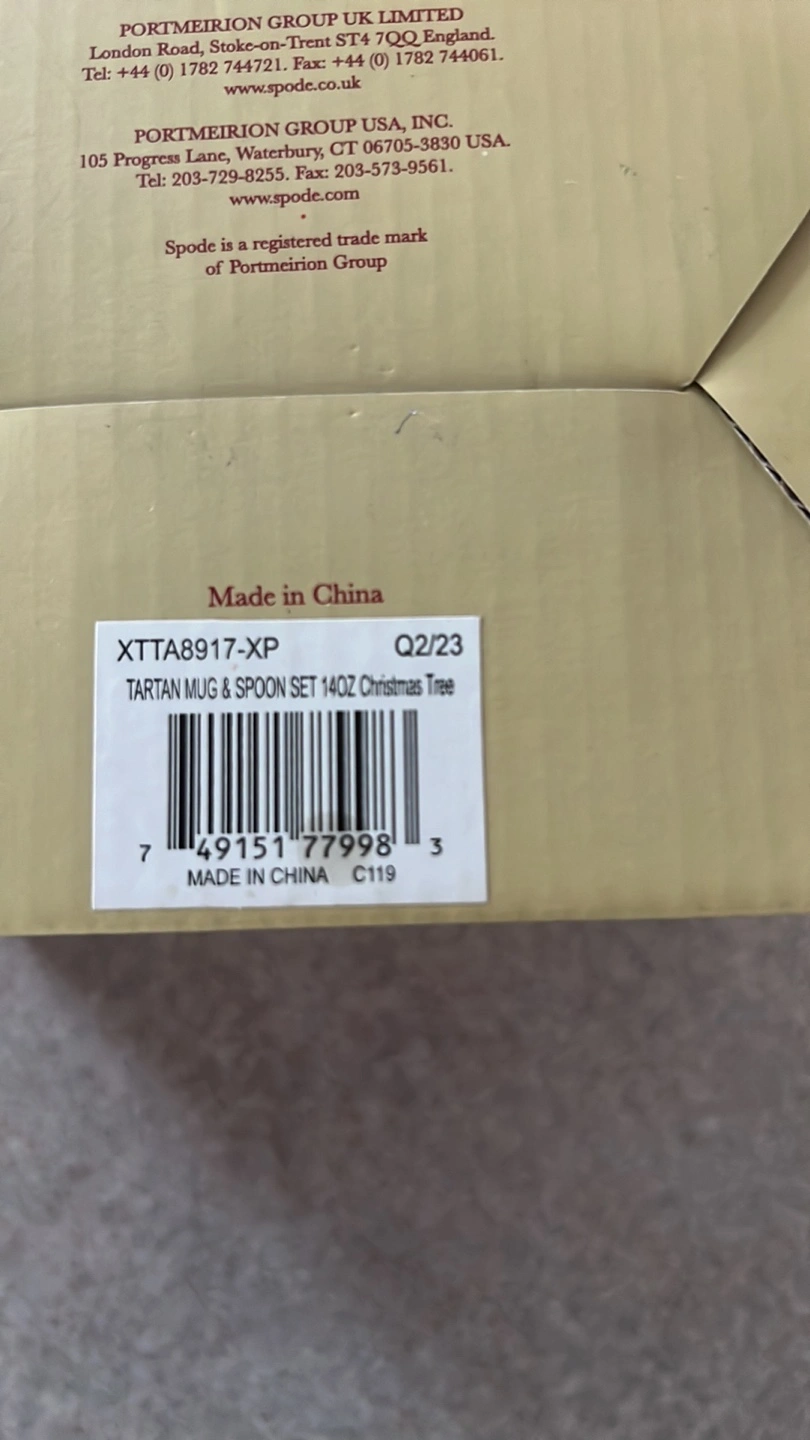 PORTMEIRION GROUP UK LIMITED
London Road, Stoke-on-Trent ST4 7QQ England.
Tel: +44 (0) 1782 744721. Fax: +44 (0) 1782 744061.
www.spode.co.uk
PORTMEIRION GROUP USA, INC.
105 Progress Lane, Waterbury, CT 06705-3830 USA.
Tel: 203-729-8255. Fax: 203-573-9561.
www.spode.com
Spode is a registered trade mark
of Portmeirion Group
Made in China
XTTA8917-XP Q2/23
TARTAN MUG & SPOON SET 14OZ Christmas Tree
7 49151 77998 3
MADE IN CHINA C119